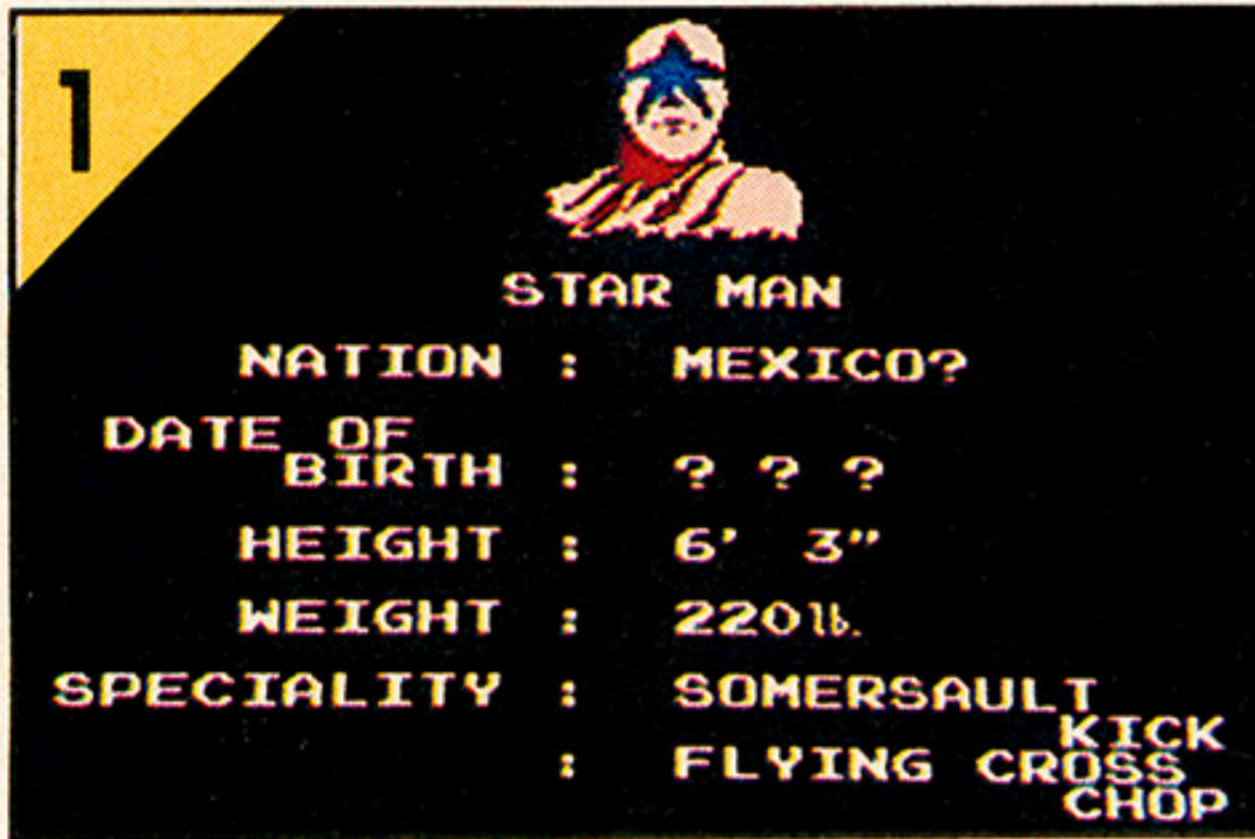 1
STAR MAN
NATION : MEXICO?
DATE OF
BIRTH : ? ? ?
HEIGHT : 6' 3"
WEIGHT : 220lb.
SPECIALITY : SOMERSAULT
KICK
: FLYING CROSS
CHOP